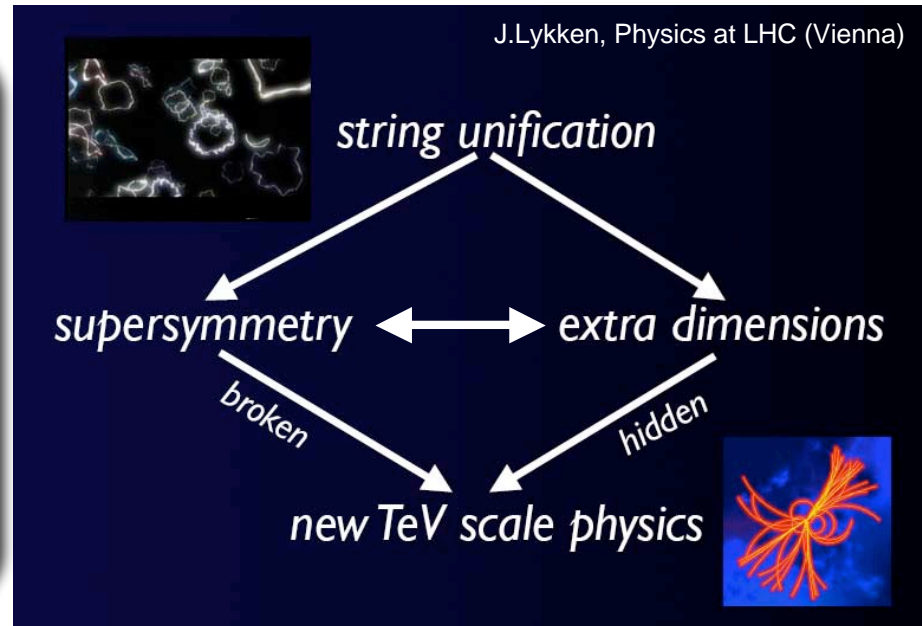 J.Lykken, Physics at LHC (Vienna)
string unification
supersymmetry
extra dimensions
broken
hidden
new TeV scale physics